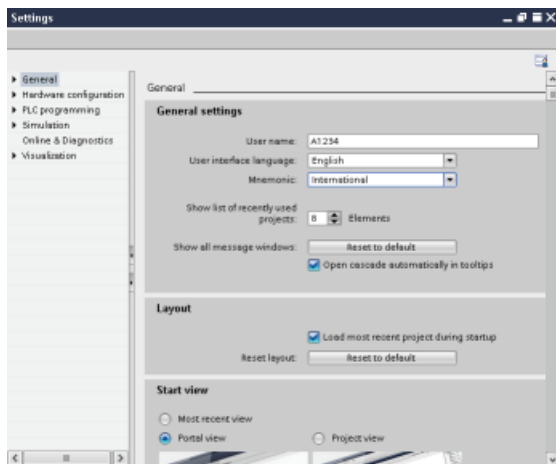 Settings
General
Hardware configuration
PLC programming
Simulation
Online & Diagnostics
Visualization
General
General settings
User name: A1234
User interface language: English
Mnemonic: International
Show list of recently used projects: 8 Elements
Show all message windows: Reset to default
Open cascade automatically in tooltips
Layout
Load most recent project during startup
Reset layout: Reset to default
Start view
Most recent view
Portal view
Project view